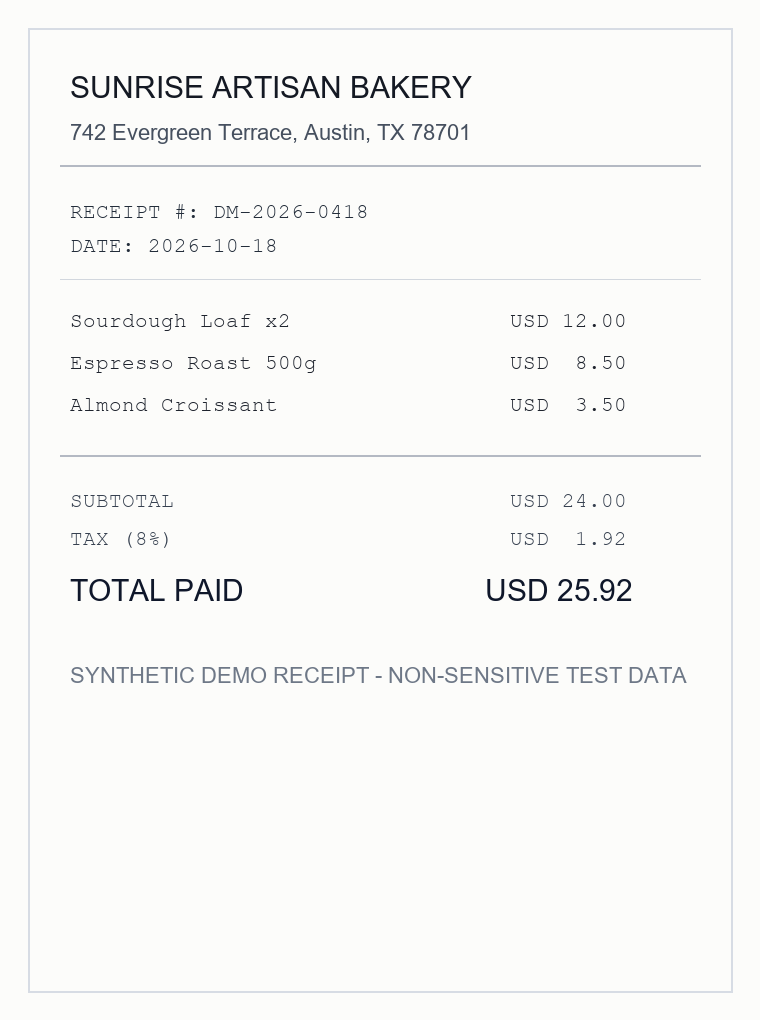 SUNRISE ARTISAN BAKERY
742 Evergreen Terrace, Austin, TX 78701
RECEIPT #: DM-2026-0418
DATE: 2026-10-18
Sourdough Loaf x2 USD 12.00
Espresso Roast 500g USD 8.50
Almond Croissant USD 3.50
SUBTOTAL USD 24.00
TAX (8%) USD 1.92
TOTAL PAID USD 25.92
SYNTHETIC DEMO RECEIPT - NON-SENSITIVE TEST DATA